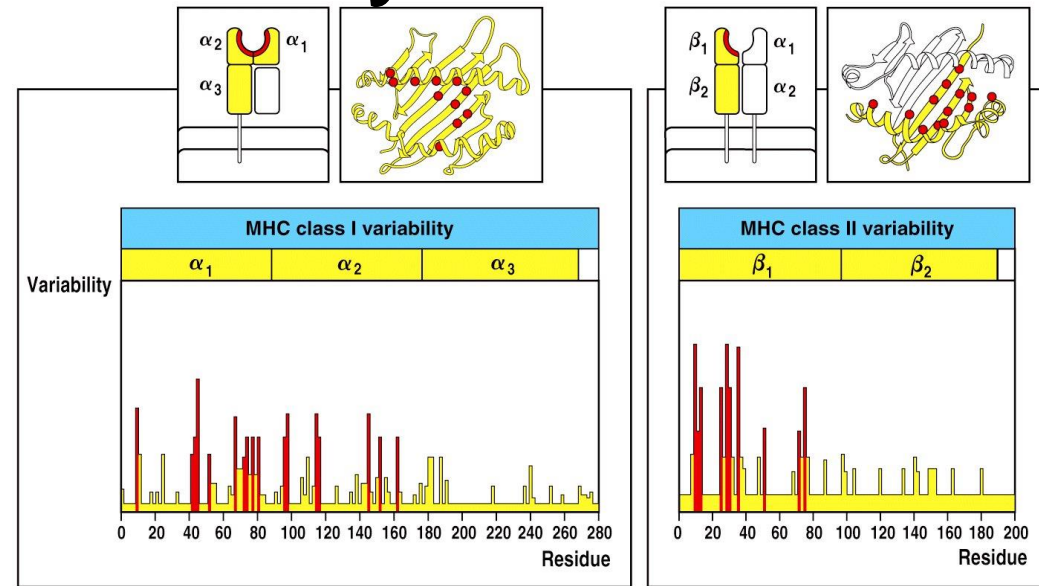 α2 α1
α3
β1 α1
β2 α2
MHC class I variability
α1 α2 α3
Variability
0 20 40 60 80 100 120 140 160 180 200 220 240 260 280
Residue
MHC class II variability
β1 β2
0 20 40 60 80 100 120 140 160 180 200
Residue